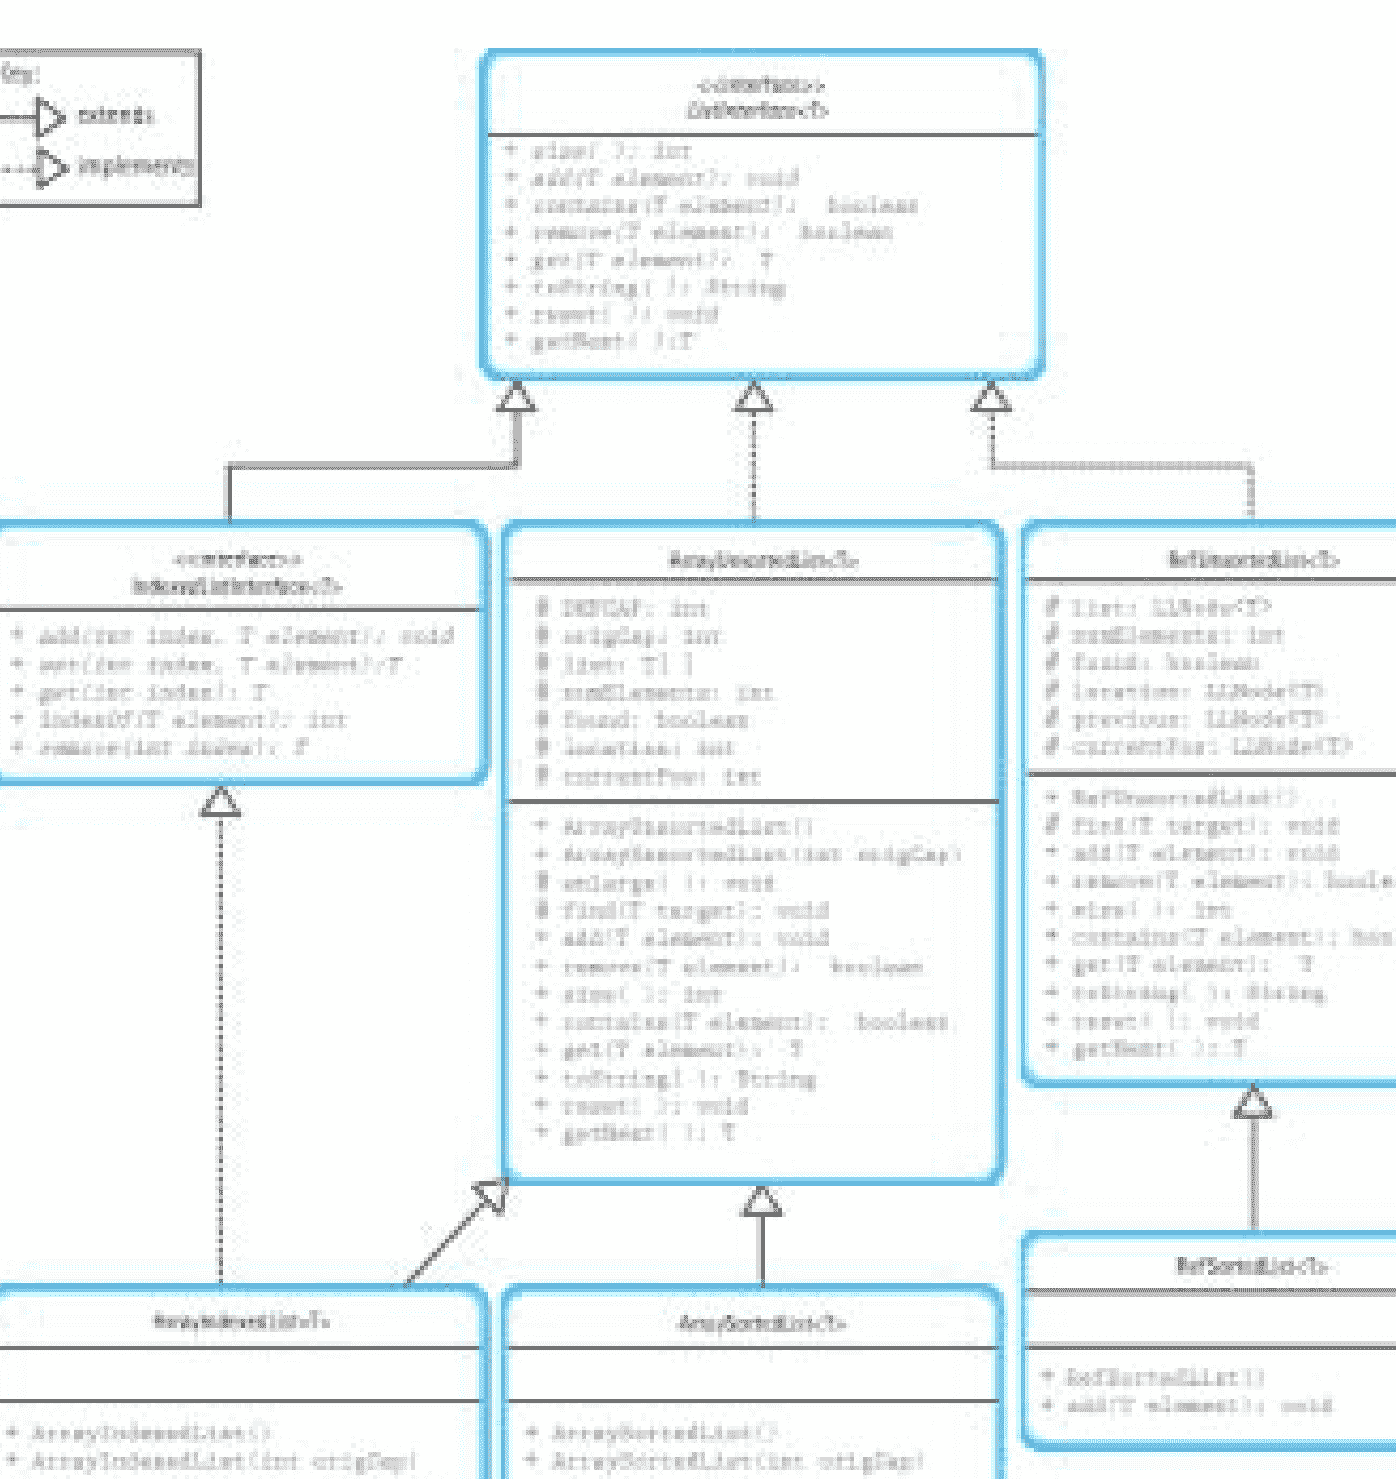 Key:
extends
implements
<<interface>>
ListInterface<T>
+ size( ): int
+ add(T element): void
+ contains(T element): boolean
+ remove(T element): boolean
+ get(T element): T
+ toString( ): String
+ reset( ): void
+ getNext( ):T
<<interface>>
IndexedListInterface<T>
+ add(int index, T element): void
+ set(int index, T element):T
+ get(int index): T
+ indexOf(T element): int
+ remove(int index): T
ArrayUnsortedList<T>
# DEFCAP: int
# origCap: int
# list: T[ ]
# numElements: int
# found: boolean
# location: int
# currentPos: int
+ ArrayUnsortedList()
+ ArrayUnsortedList(int origCap)
# enlarge( ): void
# find(T target): void
+ add(T element): void
+ remove(T element): boolean
+ size( ): int
+ contains(T element): boolean
+ get(T element): T
+ toString( ): String
+ reset( ): void
+ getNext( ): T
RefUnsortedList<T>
# list: LLNode<T>
# numElements: int
# found: boolean
# location: LLNode<T>
# previous: LLNode<T>
# currentPos: LLNode<T>
+ RefUnsortedList()
# find(T target): void
+ add(T element): void
+ remove(T element): boole
+ size( ): int
+ contains(T element): boo
+ get(T element): T
+ toString( ): String
+ reset( ): void
+ getNext( ): T
ArrayIndexedList<T>
+ ArrayIndexedList()
+ ArrayIndexedList(int origCap)
ArraySortedList<T>
+ ArraySortedList()
+ ArraySortedList(int origCap)
RefSortedList<T>
+ RefSortedList()
+ add(T element): void